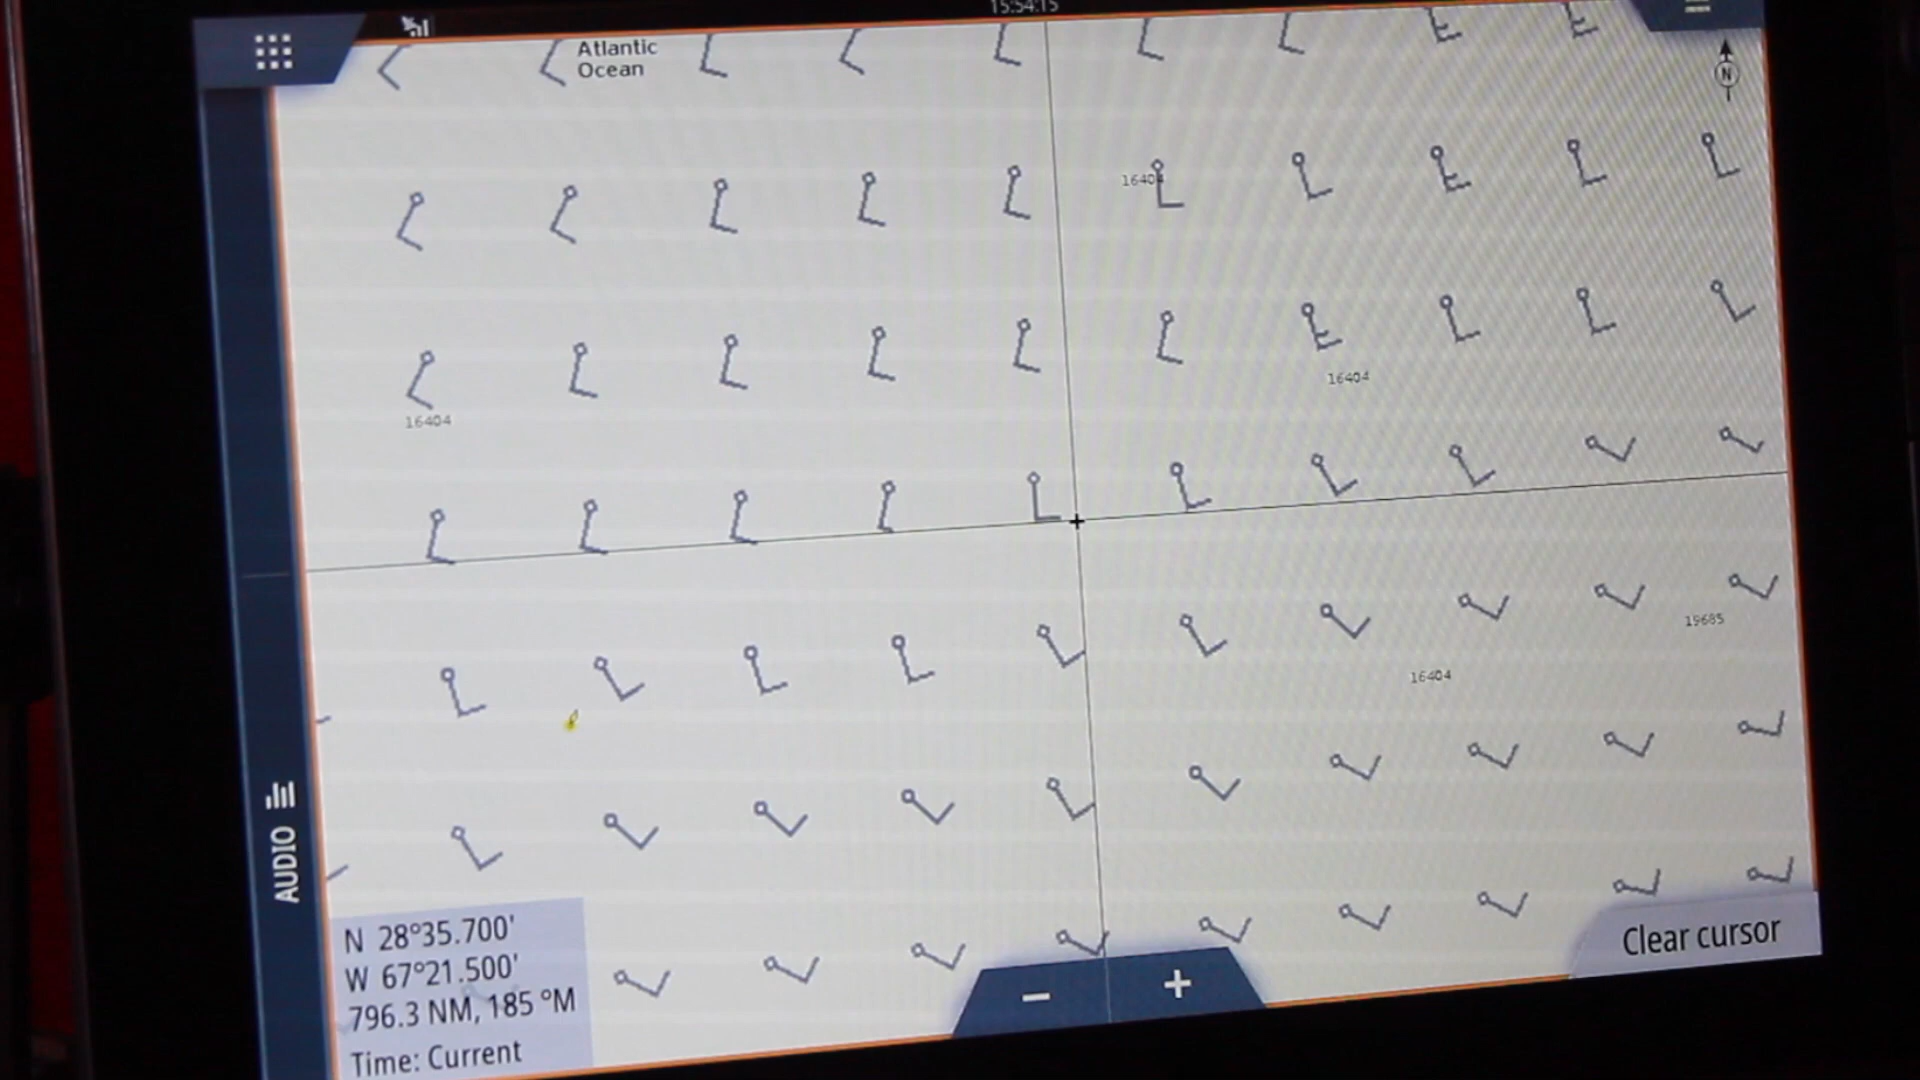 15:54:15
Atlantic
Ocean
N
16404
16404
16404
19685
16404
AUDIO
N 28°35.700'
W 67°21.500'
796.3 NM, 185 °M
Time: Current
− +
Clear cursor